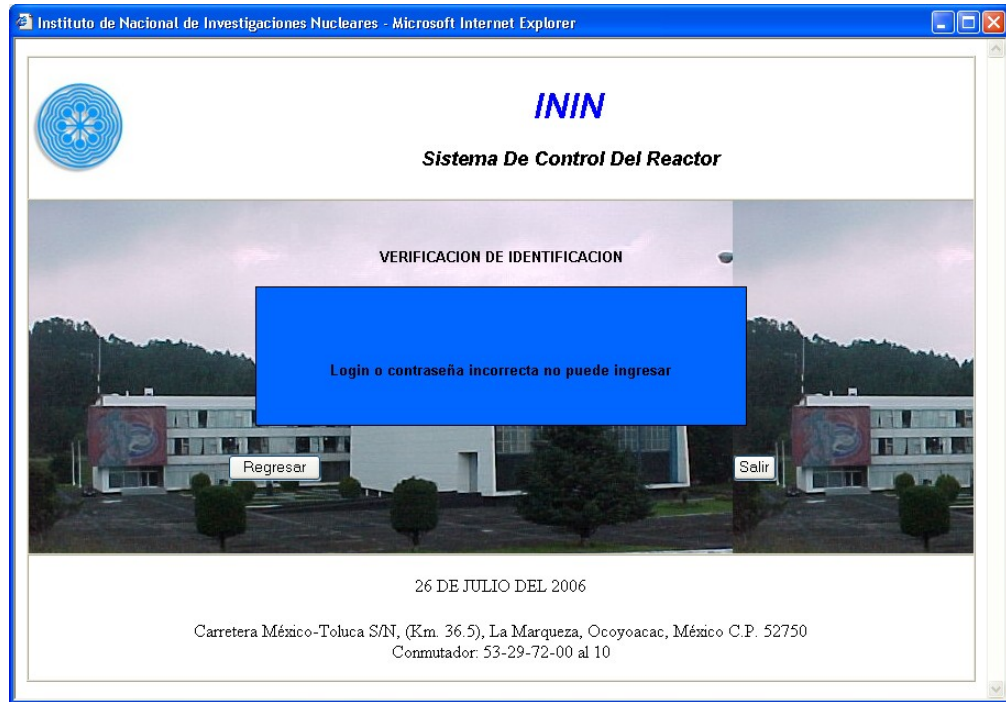 Instituto de Nacional de Investigaciones Nucleares - Microsoft Internet Explorer
ININ
Sistema De Control Del Reactor
VERIFICACION DE IDENTIFICACION
Login o contraseña incorrecta no puede ingresar
Regresar
Salir
26 DE JULIO DEL 2006
Carretera México-Toluca S/N, (Km. 36.5), La Marqueza, Ocoyoacac, México C.P. 52750
Conmutador: 53-29-72-00 al 10